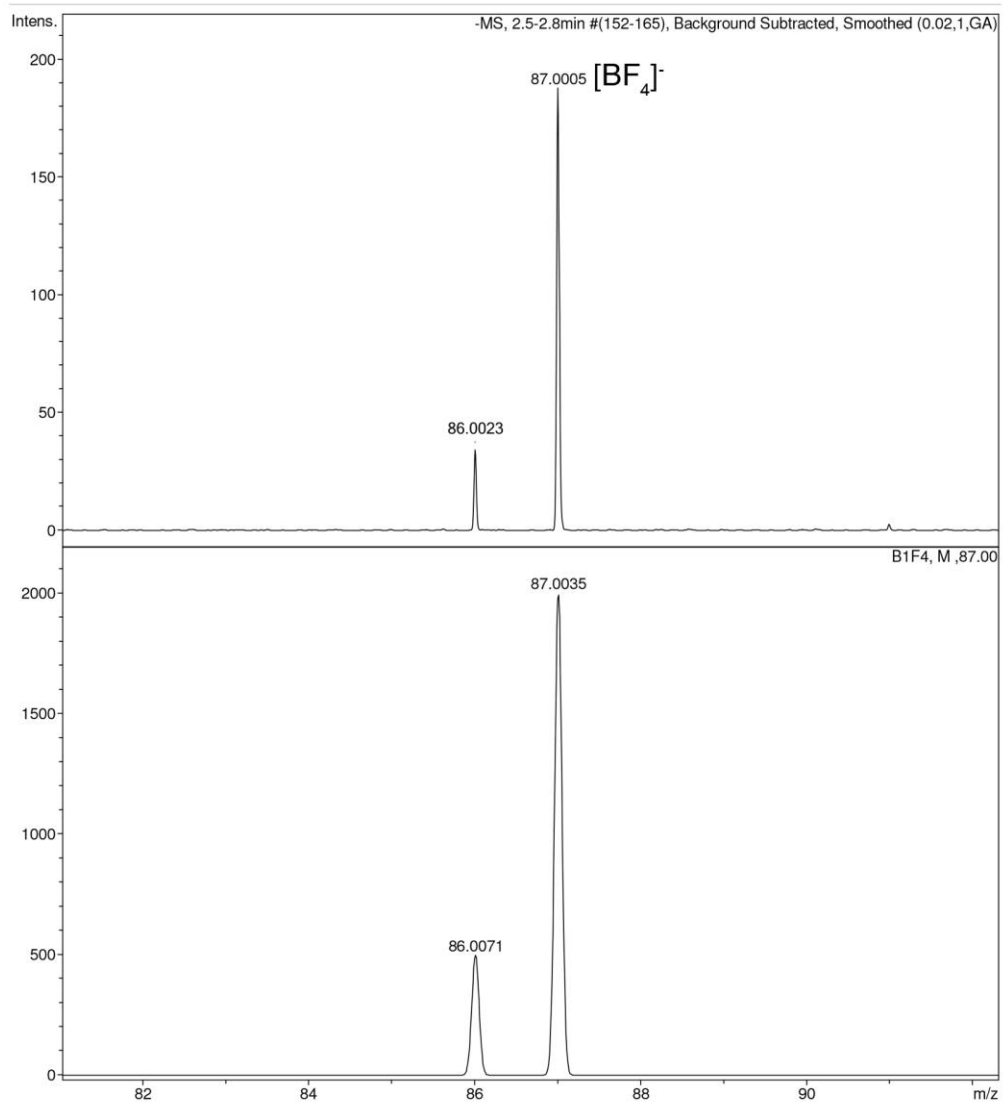 Intens.
-MS, 2.5-2.8min #(152-165), Background Subtracted, Smoothed (0.02,1,GA)
200
87.0005 [BF4]-
150
100
50
86.0023
0
B1F4, M ,87.00
87.0035
2000
1500
1000
500
86.0071
0
82 84 86 88 90 m/z